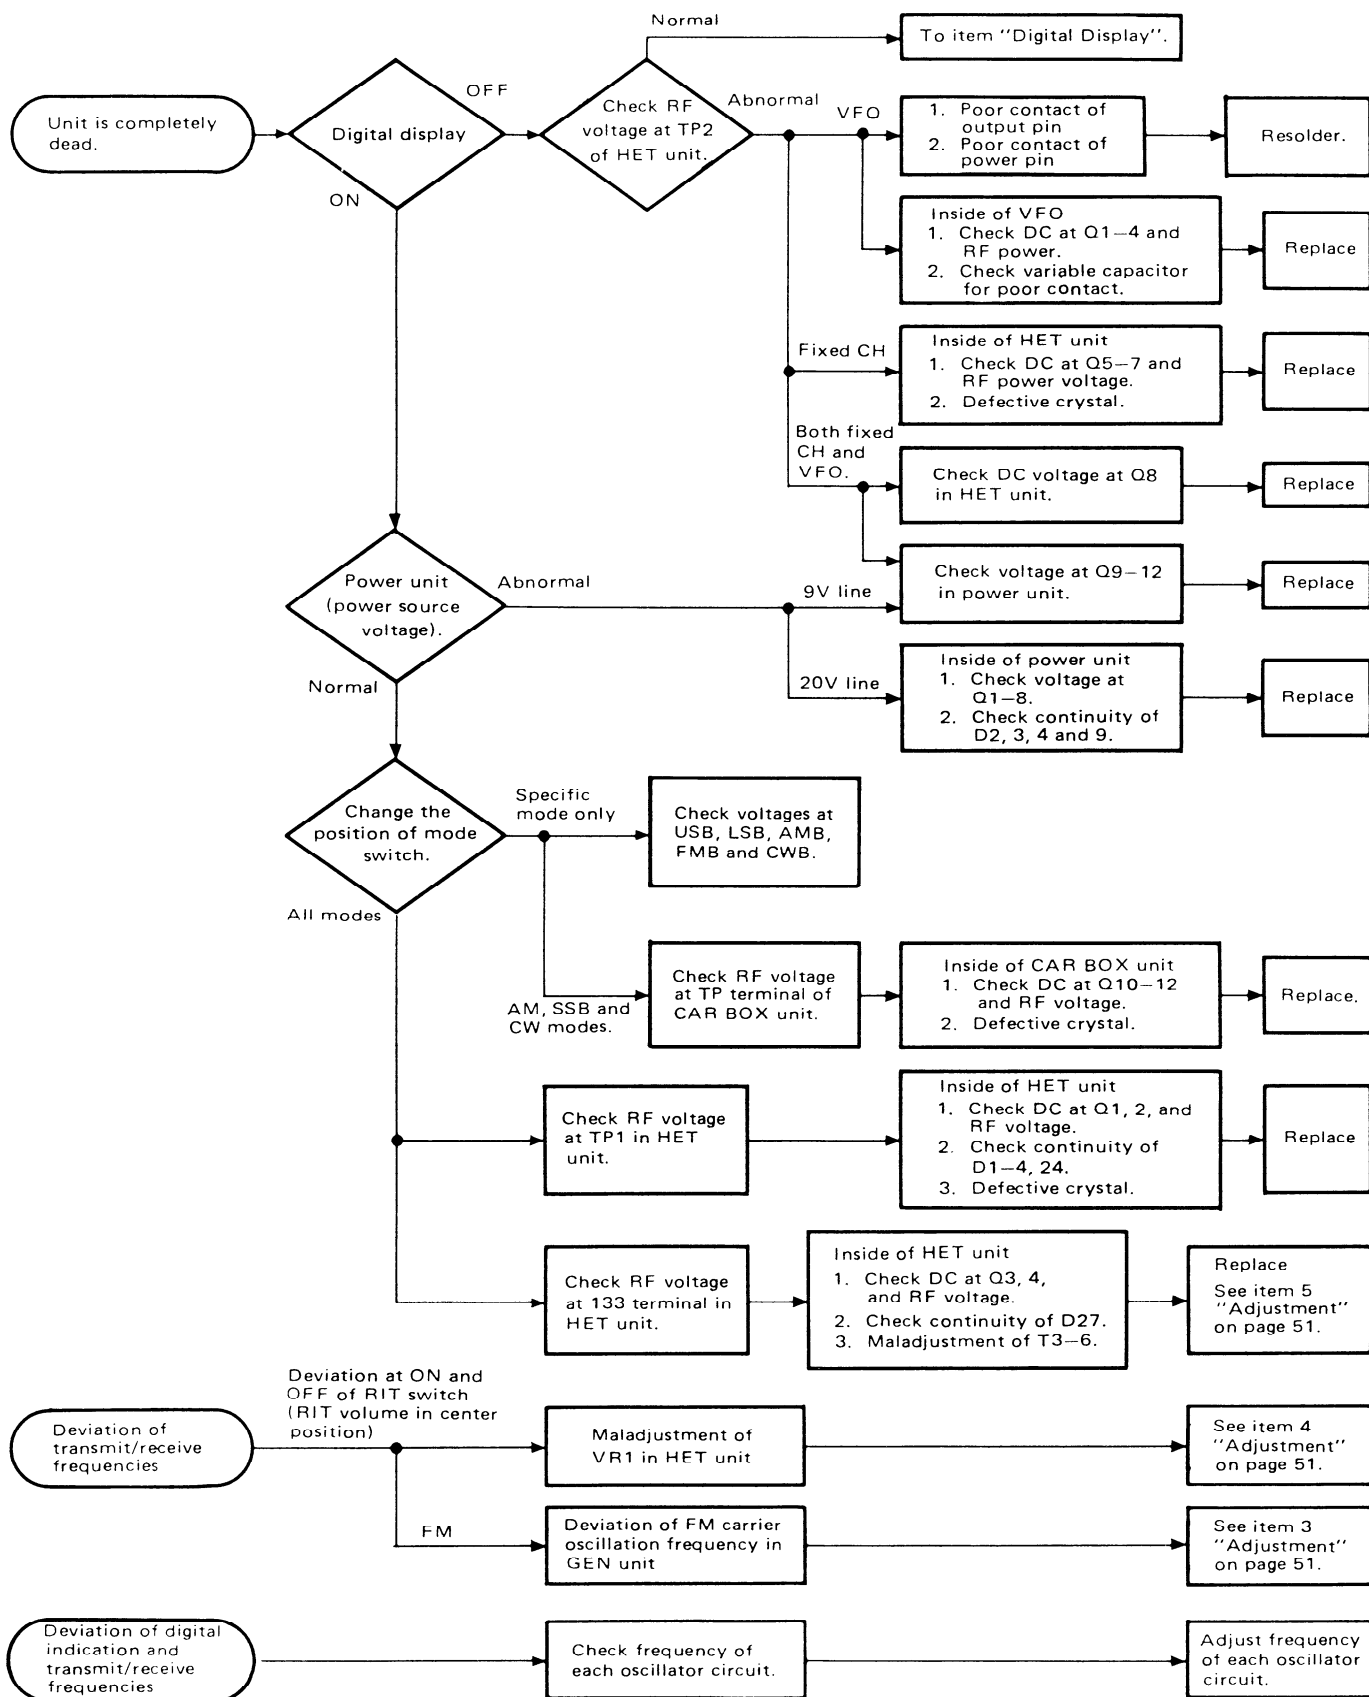 Normal
To item "Digital Display".
Unit is completely
dead.
Digital display
OFF
ON
Check RF
voltage at TP2
of HET unit.
Abnormal
VFO
1. Poor contact of
output pin
2. Poor contact of
power pin
Resolder.
Inside of VFO
1. Check DC at Q1–4 and
RF power.
2. Check variable capacitor
for poor contact.
Replace
Fixed CH
Inside of HET unit
1. Check DC at Q5–7 and
RF power voltage.
2. Defective crystal.
Replace
Both fixed
CH and
VFO.
Check DC voltage at Q8
in HET unit.
Replace
Power unit
(power source
voltage).
Abnormal
Normal
9V line
Check voltage at Q9–12
in power unit.
Replace
20V line
Inside of power unit
1. Check voltage at
Q1–8.
2. Check continuity of
D2, 3, 4 and 9.
Replace
Change the
position of mode
switch.
Specific
mode only
Check voltages at
USB, LSB, AMB,
FMB and CWB.
All modes
AM, SSB and
CW modes.
Check RF voltage
at TP terminal of
CAR BOX unit.
Inside of CAR BOX unit
1. Check DC at Q10–12
and RF voltage.
2. Defective crystal.
Replace.
Check RF voltage
at TP1 in HET
unit.
Inside of HET unit
1. Check DC at Q1, 2, and
RF voltage.
2. Check continuity of
D1–4, 24.
3. Defective crystal.
Replace
Check RF voltage
at 133 terminal in
HET unit.
Inside of HET unit
1. Check DC at Q3, 4,
and RF voltage.
2. Check continuity of D27.
3. Maladjustment of T3–6.
Replace
See item 5
"Adjustment"
on page 51.
Deviation of
transmit/receive
frequencies
Deviation at ON and
OFF of RIT switch
(RIT volume in center
position)
Maladjustment of
VR1 in HET unit
See item 4
"Adjustment"
on page 51.
FM
Deviation of FM carrier
oscillation frequency in
GEN unit
See item 3
"Adjustment"
on page 51.
Deviation of digital
indication and
transmit/receive
frequencies
Check frequency of
each oscillator circuit.
Adjust frequency
of each oscillator
circuit.